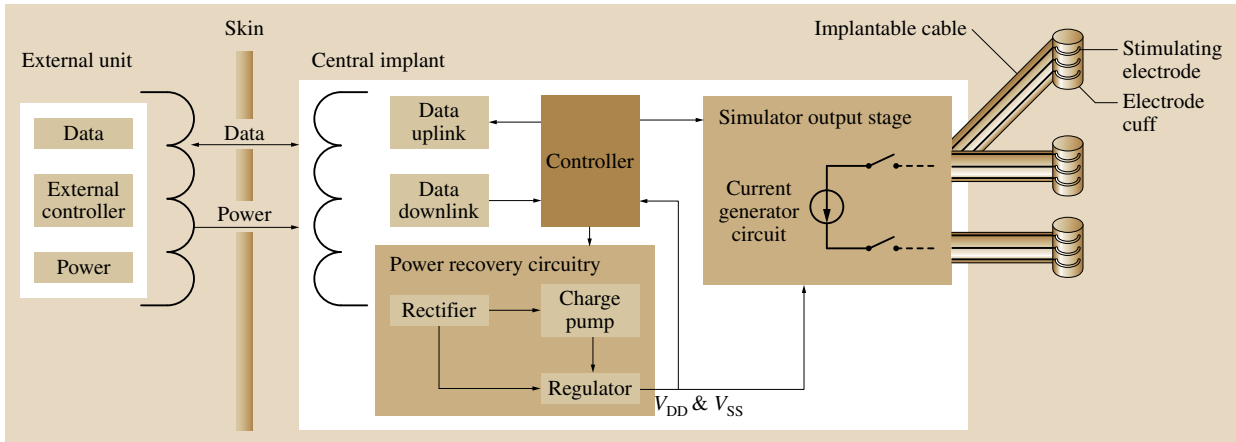 Skin
External unit
Central implant
Data
External
controller
Power
Data
Power
Data
uplink
Data
downlink
Controller
Power recovery circuitry
Rectifier
Charge
pump
Regulator
V_DD & V_SS
Simulator output stage
Current
generator
circuit
Implantable cable
Stimulating
electrode
Electrode
cuff